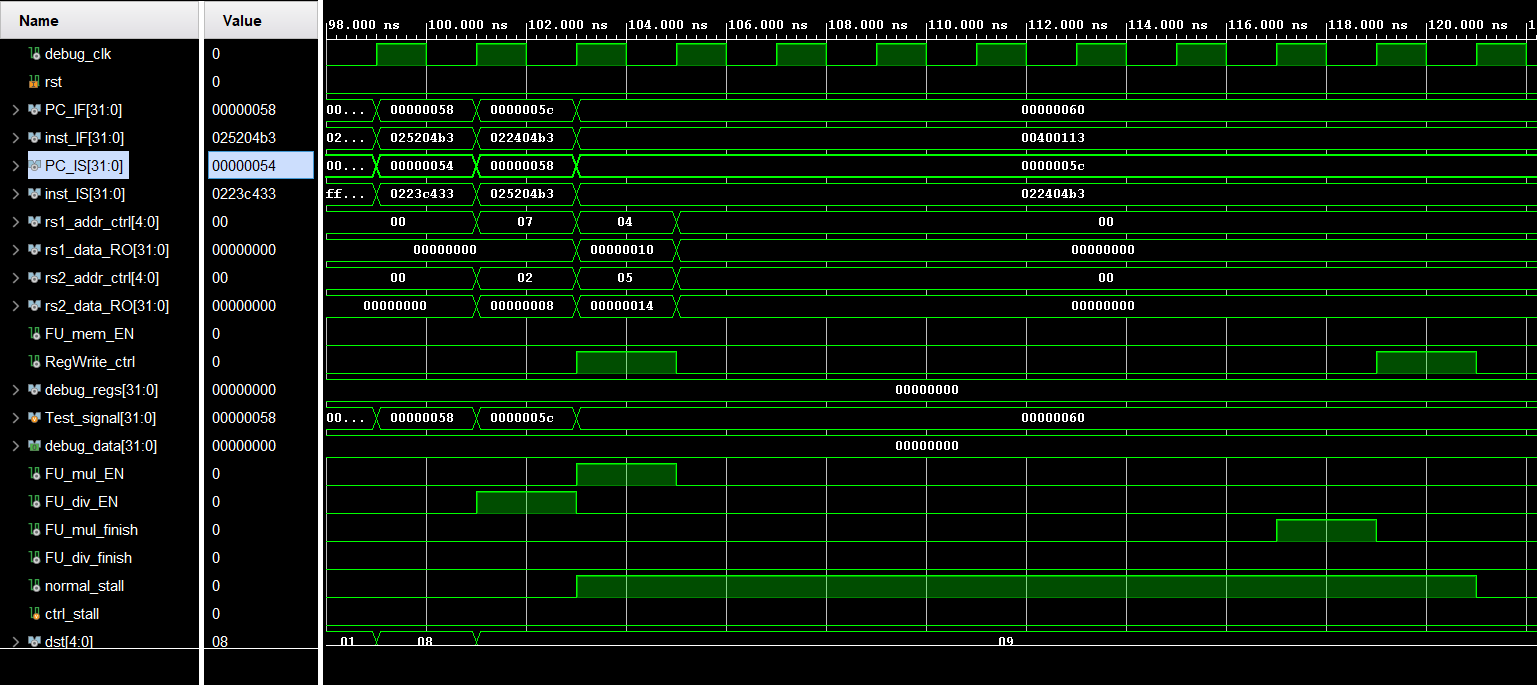 Name Value 98.000 ns 100.000 ns 102.000 ns 104.000 ns 106.000 ns 108.000 ns 110.000 ns 112.000 ns 114.000 ns 116.000 ns 118.000 ns 120.000 ns
debug_clk 0
rst 0
PC_IF[31:0] 00000058 00... 00000058 0000005c 00000060
inst_IF[31:0] 025204b3 02... 025204b3 022404b3 00400113
PC_IS[31:0] 00000054 00... 00000054 00000058 0000005c
inst_IS[31:0] 0223c433 ff... 0223c433 025204b3 022404b3
rs1_addr_ctrl[4:0] 00 00 07 04 00
rs1_data_RO[31:0] 00000000 00000000 00000010 00000000
rs2_addr_ctrl[4:0] 00 00 02 05 00
rs2_data_RO[31:0] 00000000 00000000 00000008 00000014 00000000
FU_mem_EN 0
RegWrite_ctrl 0
debug_regs[31:0] 00000000 00000000
Test_signal[31:0] 00000058 00... 00000058 0000005c 00000060
debug_data[31:0] 00000000 00000000
FU_mul_EN 0
FU_div_EN 0
FU_mul_finish 0
FU_div_finish 0
normal_stall 0
ctrl_stall 0
dst[4:0] 08 01 08 09